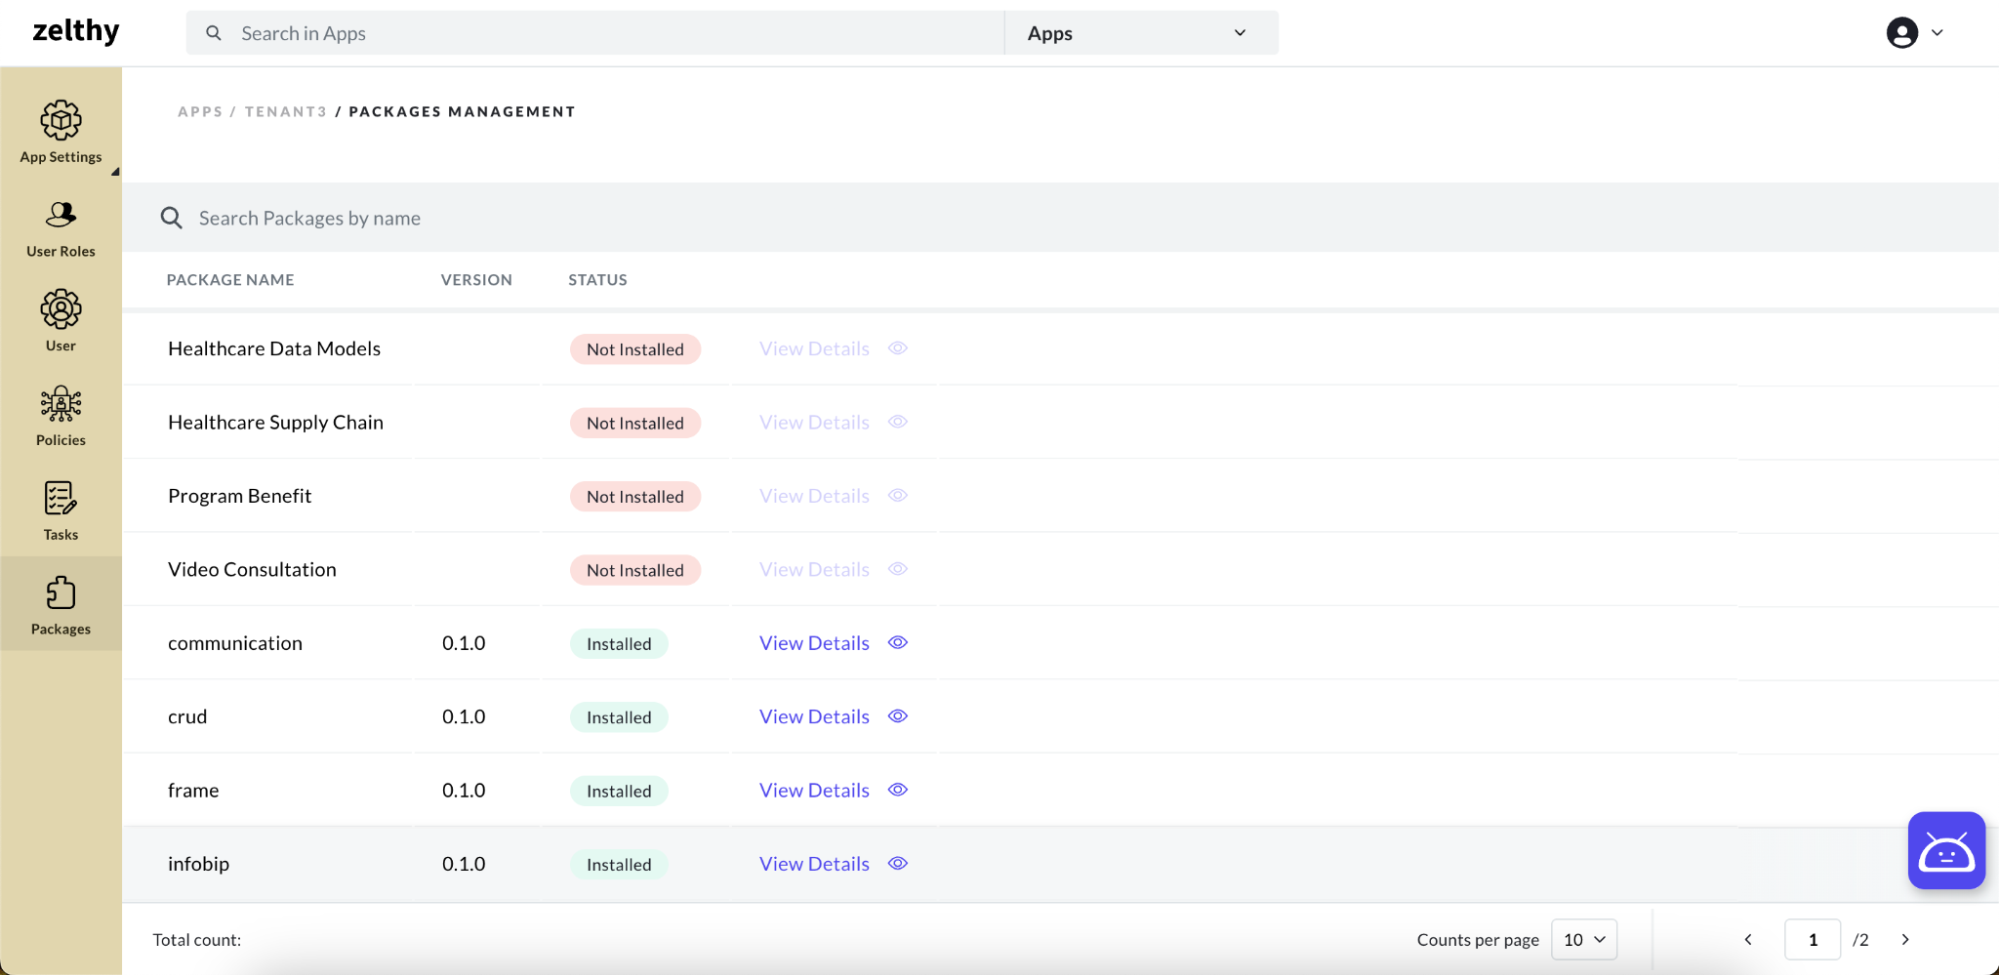 zelthy
Search in Apps
Apps
APPS / TENANT3 / PACKAGES MANAGEMENT
App Settings
User Roles
User
Policies
Tasks
Packages
Search Packages by name
PACKAGE NAME VERSION STATUS
Healthcare Data Models Not Installed View Details
Healthcare Supply Chain Not Installed View Details
Program Benefit Not Installed View Details
Video Consultation Not Installed View Details
communication 0.1.0 Installed View Details
crud 0.1.0 Installed View Details
frame 0.1.0 Installed View Details
infobip 0.1.0 Installed View Details
Total count: Counts per page 10 1 /2